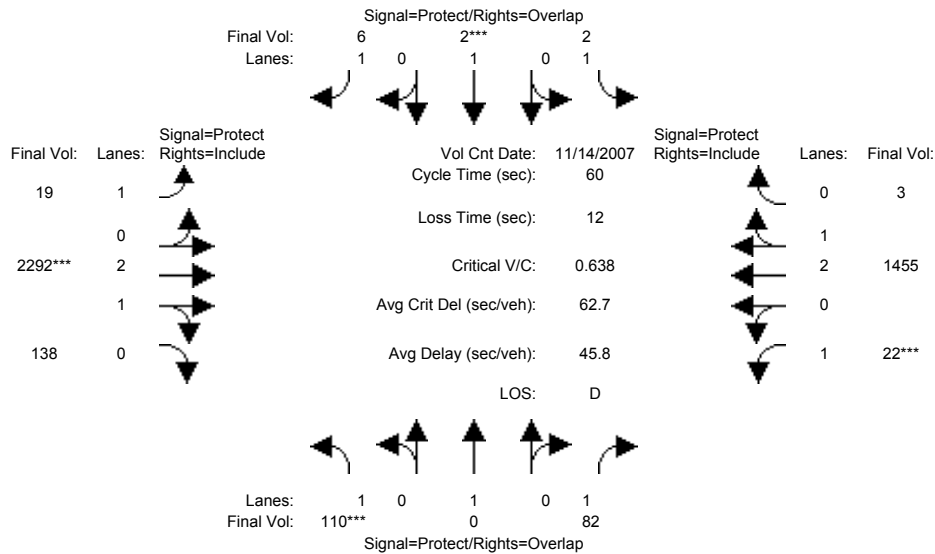 Signal=Protect/Rights=Overlap
Final Vol: 6 2*** 2
Lanes: 1 0 1 0 1
Signal=Protect Signal=Protect
Final Vol: Lanes: Rights=Include Vol Cnt Date: 11/14/2007 Rights=Include Lanes: Final Vol:
Cycle Time (sec): 60
19 1 0 3
Loss Time (sec): 12
0 1
2292*** 2 Critical V/C: 0.638 2 1455
1 Avg Crit Del (sec/veh): 62.7 0
138 0 Avg Delay (sec/veh): 45.8 1 22***
LOS: D
Lanes: 1 0 1 0 1
Final Vol: 110*** 0 82
Signal=Protect/Rights=Overlap